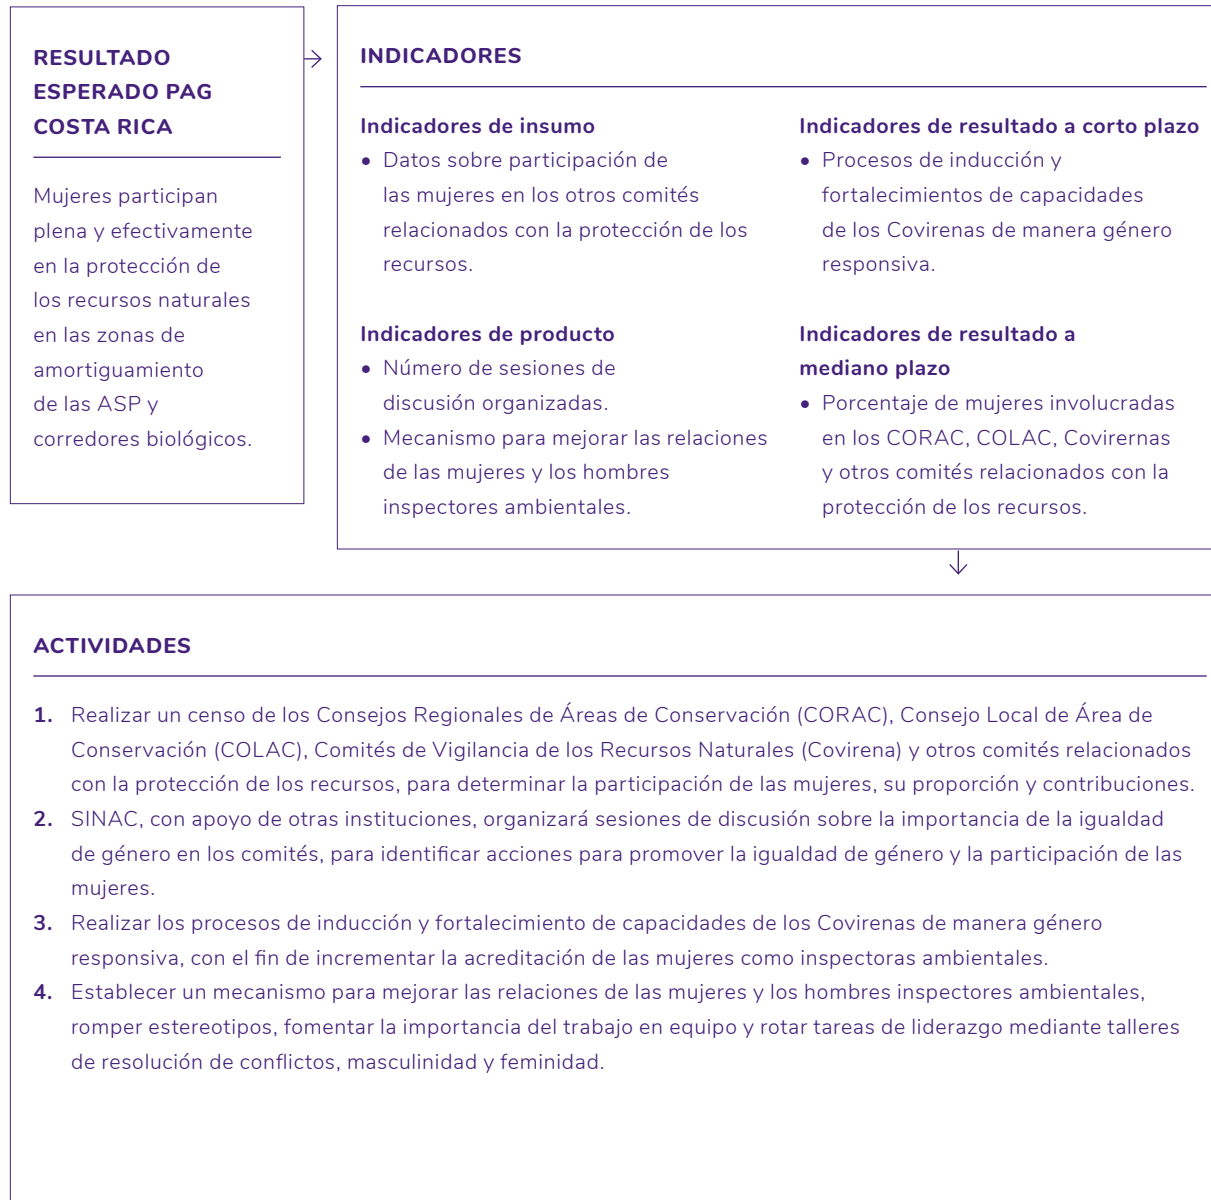 RESULTADO
ESPERADO PAG
COSTA RICA
Mujeres participan
plena y efectivamente
en la protección de
los recursos naturales
en las zonas de
amortiguamiento
de las ASP y
corredores biológicos.
INDICADORES
Indicadores de insumo
• Datos sobre participación de
las mujeres en los otros comités
relacionados con la protección de los
recursos.
Indicadores de producto
• Número de sesiones de
discusión organizadas.
• Mecanismo para mejorar las relaciones
de las mujeres y los hombres
inspectores ambientales.
Indicadores de resultado a corto plazo
• Procesos de inducción y
fortalecimientos de capacidades
de los Covirenas de manera género
responsiva.
Indicadores de resultado a
mediano plazo
• Porcentaje de mujeres involucradas
en los CORAC, COLAC, Covirernas
y otros comités relacionados con la
protección de los recursos.
ACTIVIDADES
1. Realizar un censo de los Consejos Regionales de Áreas de Conservación (CORAC), Consejo Local de Área de
Conservación (COLAC), Comités de Vigilancia de los Recursos Naturales (Covirena) y otros comités relacionados
con la protección de los recursos, para determinar la participación de las mujeres, su proporción y contribuciones.
2. SINAC, con apoyo de otras instituciones, organizará sesiones de discusión sobre la importancia de la igualdad
de género en los comités, para identificar acciones para promover la igualdad de género y la participación de las
mujeres.
3. Realizar los procesos de inducción y fortalecimiento de capacidades de los Covirenas de manera género
responsiva, con el fin de incrementar la acreditación de las mujeres como inspectoras ambientales.
4. Establecer un mecanismo para mejorar las relaciones de las mujeres y los hombres inspectores ambientales,
romper estereotipos, fomentar la importancia del trabajo en equipo y rotar tareas de liderazgo mediante talleres
de resolución de conflictos, masculinidad y feminidad.